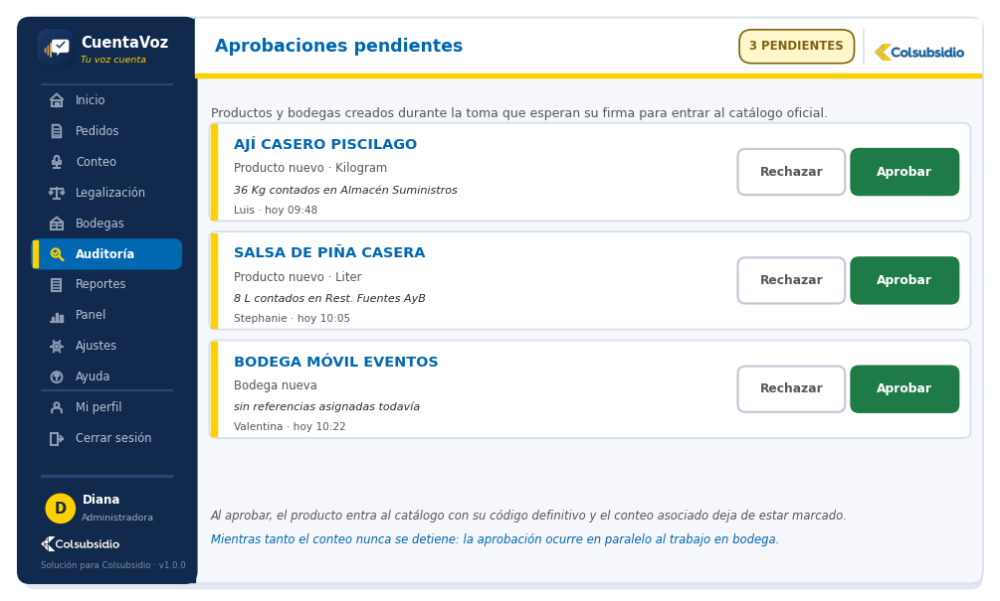 CuentaVoz
Tu voz cuenta
Inicio
Pedidos
Conteo
Legalización
Bodegas
Auditoría
Reportes
Panel
Ajustes
Ayuda
Mi perfil
Cerrar sesión
D
Diana
Administradora
Colsubsidio
Solución para Colsubsidio · v1.0.0
Aprobaciones pendientes
3 PENDIENTES
Colsubsidio
Productos y bodegas creados durante la toma que esperan su firma para entrar al catálogo oficial.
AJÍ CASERO PISCILAGO
Producto nuevo · Kilogram
36 Kg contados en Almacén Suministros
Luis · hoy 09:48
Rechazar
Aprobar
SALSA DE PIÑA CASERA
Producto nuevo · Liter
8 L contados en Rest. Fuentes AyB
Stephanie · hoy 10:05
Rechazar
Aprobar
BODEGA MÓVIL EVENTOS
Bodega nueva
sin referencias asignadas todavía
Valentina · hoy 10:22
Rechazar
Aprobar
Al aprobar, el producto entra al catálogo con su código definitivo y el conteo asociado deja de estar marcado.
Mientras tanto el conteo nunca se detiene: la aprobación ocurre en paralelo al trabajo en bodega.